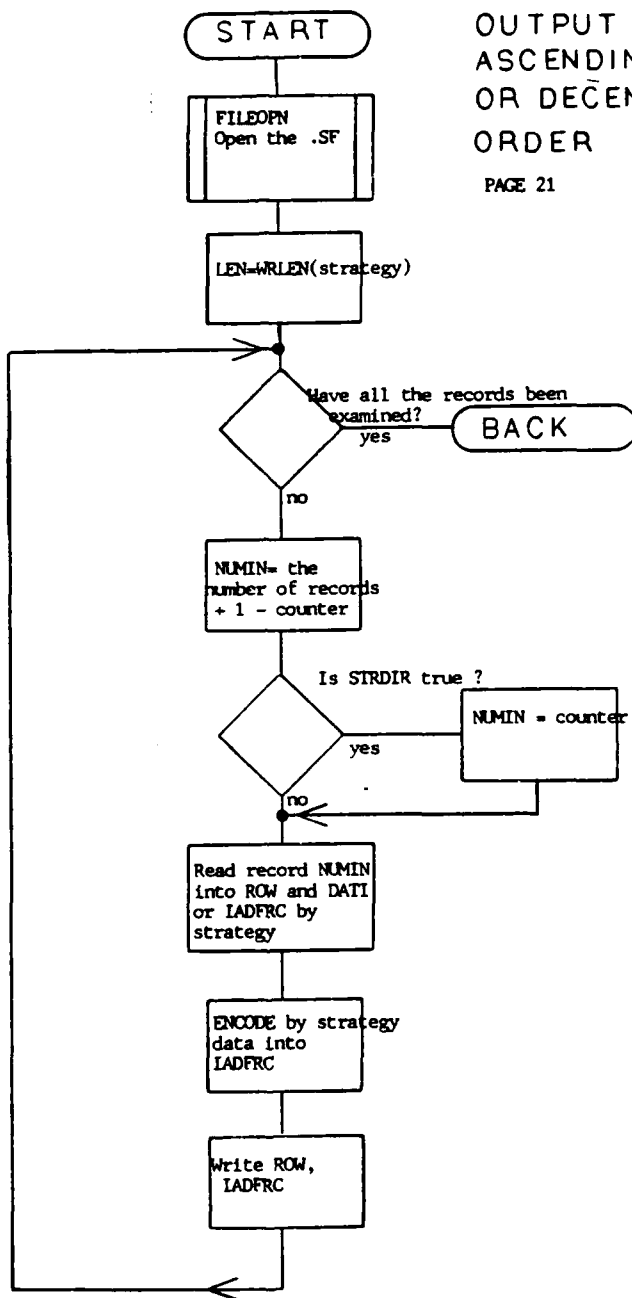 START
OUTPUT
ASCENDIN
OR DECEN
ORDER
PAGE 21
FILEOPN
Open the .SF
LEN=WRLEN(strategy)
Have all the records been
examined?
yes
BACK
no
NUMIN= the
number of records
+ 1 - counter
Is STRDIR true ?
yes
NUMIN = counter
no
Read record NUMIN
into ROW and DATI
or IADFRC by
strategy
ENCODE by strategy
data into
IADFRC
Write ROW,
IADFRC